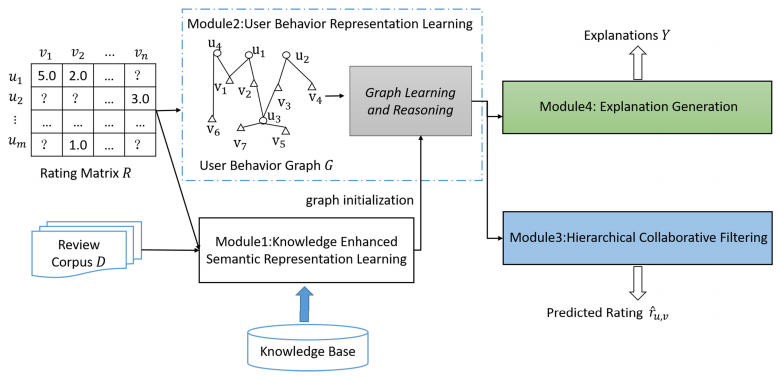 Module2:User Behavior Representation Learning
Explanations Y
v1 v2 ... vn
u1 5.0 2.0 ... ?
u2 ? ? ... 3.0
⋮ ... ... ... ...
um ? 1.0 ... ?
Rating Matrix R
u4 u1 u2
v1 v2 v3 v4
u3
v6 v7 v5
User Behavior Graph G
Graph Learning
and Reasoning
Module4: Explanation Generation
graph initialization
Review
Corpus D
Module1:Knowledge Enhanced
Semantic Representation Learning
Module3:Hierarchical Collaborative Filtering
Predicted Rating r̂u,v
Knowledge Base